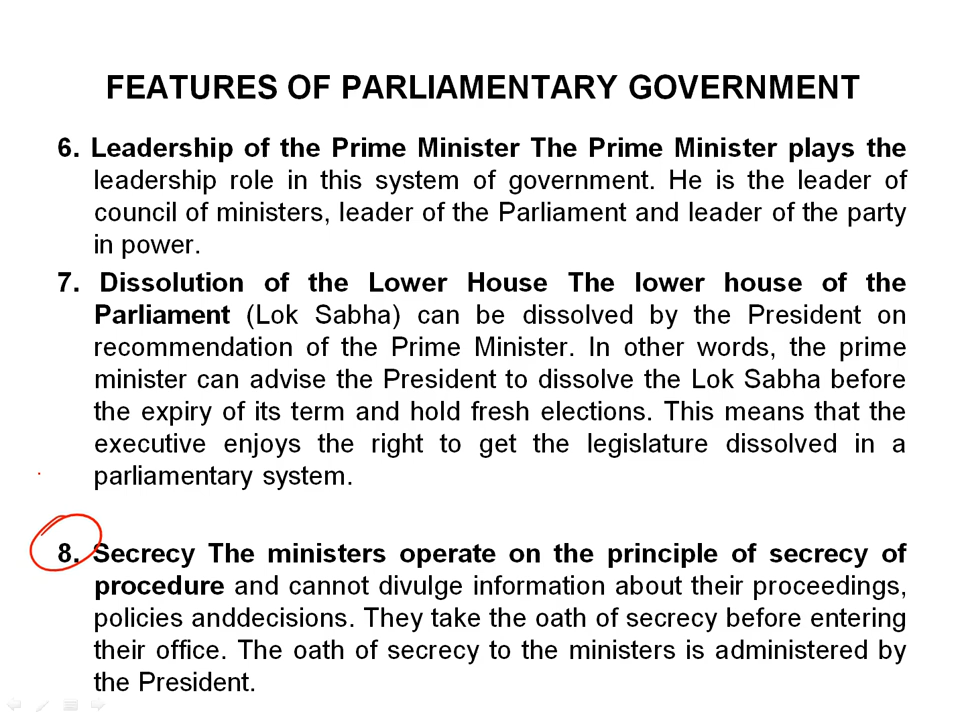 FEATURES OF PARLIAMENTARY GOVERNMENT
6. Leadership of the Prime Minister The Prime Minister plays the
leadership role in this system of government. He is the leader of
council of ministers, leader of the Parliament and leader of the party
in power.
7. Dissolution of the Lower House The lower house of the
Parliament (Lok Sabha) can be dissolved by the President on
recommendation of the Prime Minister. In other words, the prime
minister can advise the President to dissolve the Lok Sabha before
the expiry of its term and hold fresh elections. This means that the
executive enjoys the right to get the legislature dissolved in a
parliamentary system.
8. Secrecy The ministers operate on the principle of secrecy of
procedure and cannot divulge information about their proceedings,
policies anddecisions. They take the oath of secrecy before entering
their office. The oath of secrecy to the ministers is administered by
the President.